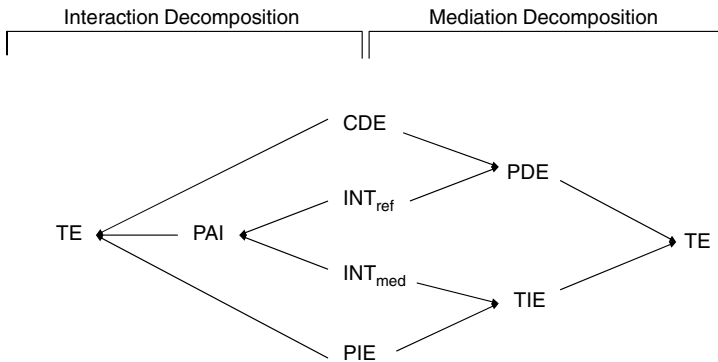 Interaction Decomposition Mediation Decomposition
CDE
PDE
INTref
TE PAI TE
INTmed
TIE
PIE